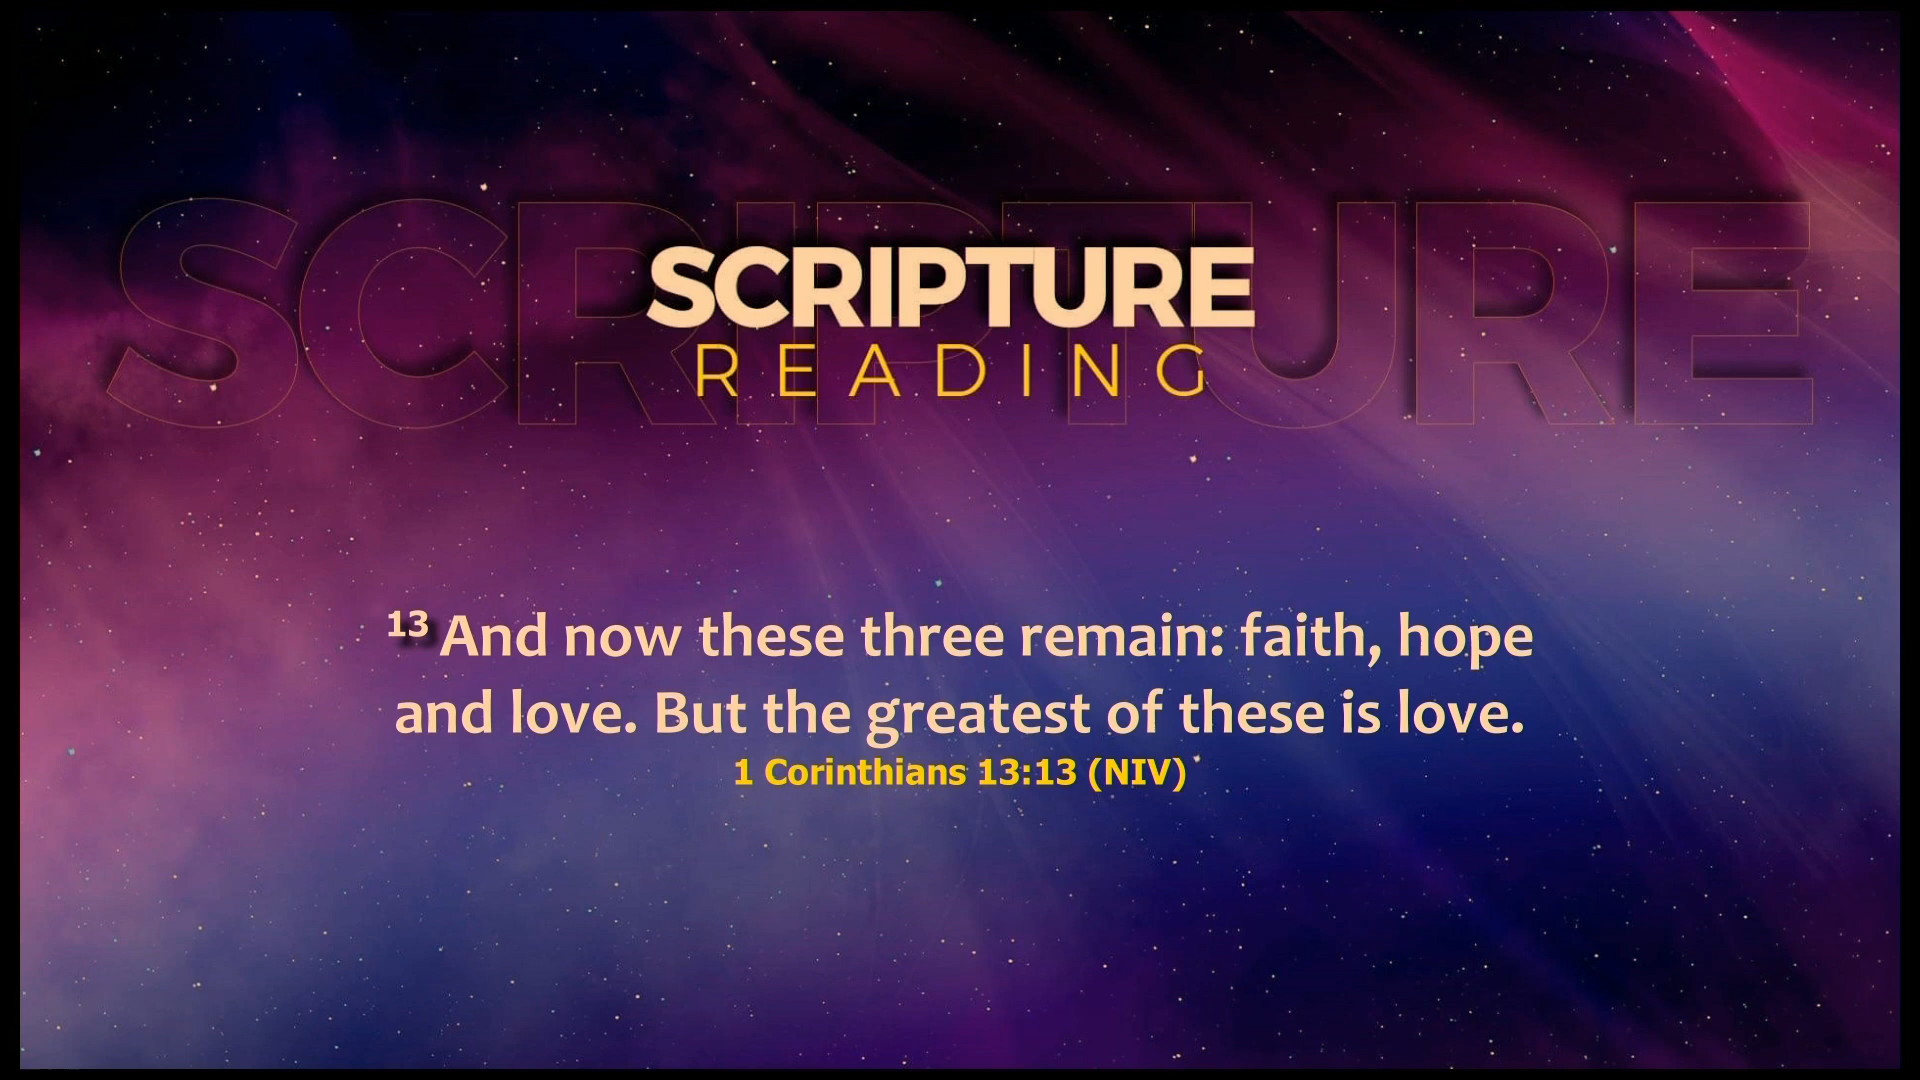 SCRIPTURE
SCRIPTURE
READING
13 And now these three remain: faith, hope
and love. But the greatest of these is love.
1 Corinthians 13:13 (NIV)